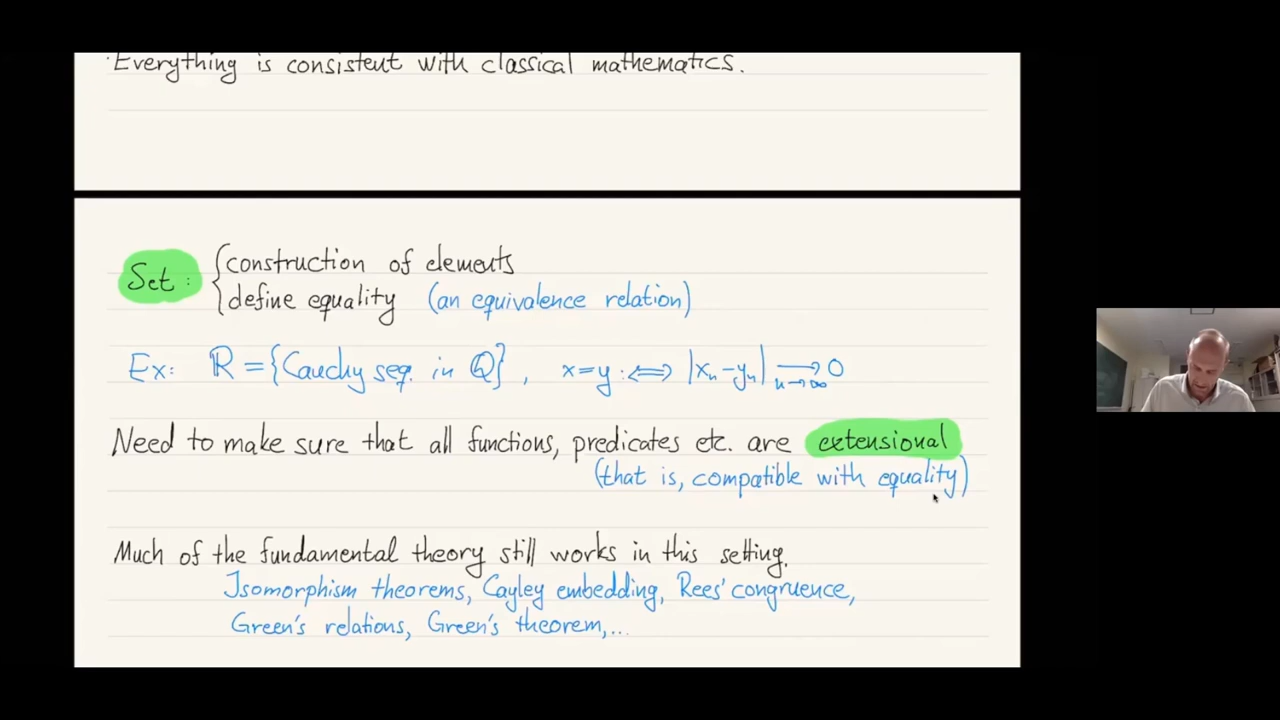 Everything is consistent with classical mathematics.
Set: { construction of elements
define equality (an equivalence relation)
Ex: ℝ = {Cauchy seq. in ℚ}, x=y :⟺ |xₙ-yₙ| ⟶ 0
n→∞
Need to make sure that all functions, predicates etc. are extensional
(that is, compatible with equality)
Much of the fundamental theory still works in this setting.
Isomorphism theorems, Cayley embedding, Rees' congruence,
Green's relations, Green's theorem,...